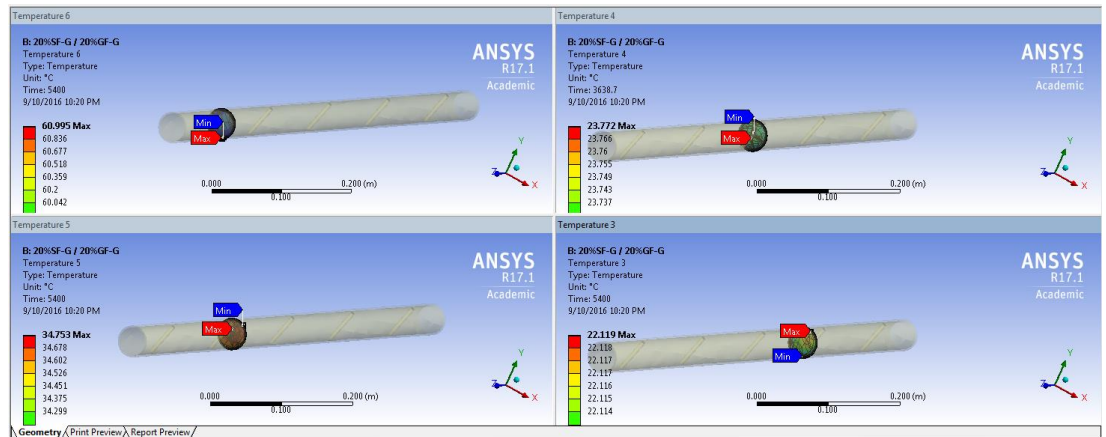 Temperature 6
B: 20%SF-G / 20%GF-G
Temperature 6
Type: Temperature
Unit: °C
Time: 5400
9/10/2016 10:20 PM
60.995 Max
60.836
60.677
60.518
60.359
60.2
60.042
Min
Max
ANSYS
R17.1
Academic
0.000 0.200 (m)
0.100
Y
Z
X
Temperature 4
B: 20%SF-G / 20%GF-G
Temperature 4
Type: Temperature
Unit: °C
Time: 3638.7
9/10/2016 10:20 PM
23.772 Max
23.766
23.76
23.755
23.749
23.743
23.737
Min
Max
ANSYS
R17.1
Academic
0.000 0.200 (m)
0.100
Y
Z
X
Temperature 5
B: 20%SF-G / 20%GF-G
Temperature 5
Type: Temperature
Unit: °C
Time: 5400
9/10/2016 10:20 PM
34.753 Max
34.678
34.602
34.526
34.451
34.375
34.299
Min
Max
ANSYS
R17.1
Academic
0.000 0.200 (m)
0.100
Y
Z
X
Temperature 3
B: 20%SF-G / 20%GF-G
Temperature 3
Type: Temperature
Unit: °C
Time: 5400
9/10/2016 10:20 PM
22.119 Max
22.118
22.117
22.117
22.116
22.115
22.114
Max
Min
ANSYS
R17.1
Academic
0.000 0.200 (m)
0.100
Y
Z
X
Geometry Print Preview Report Preview